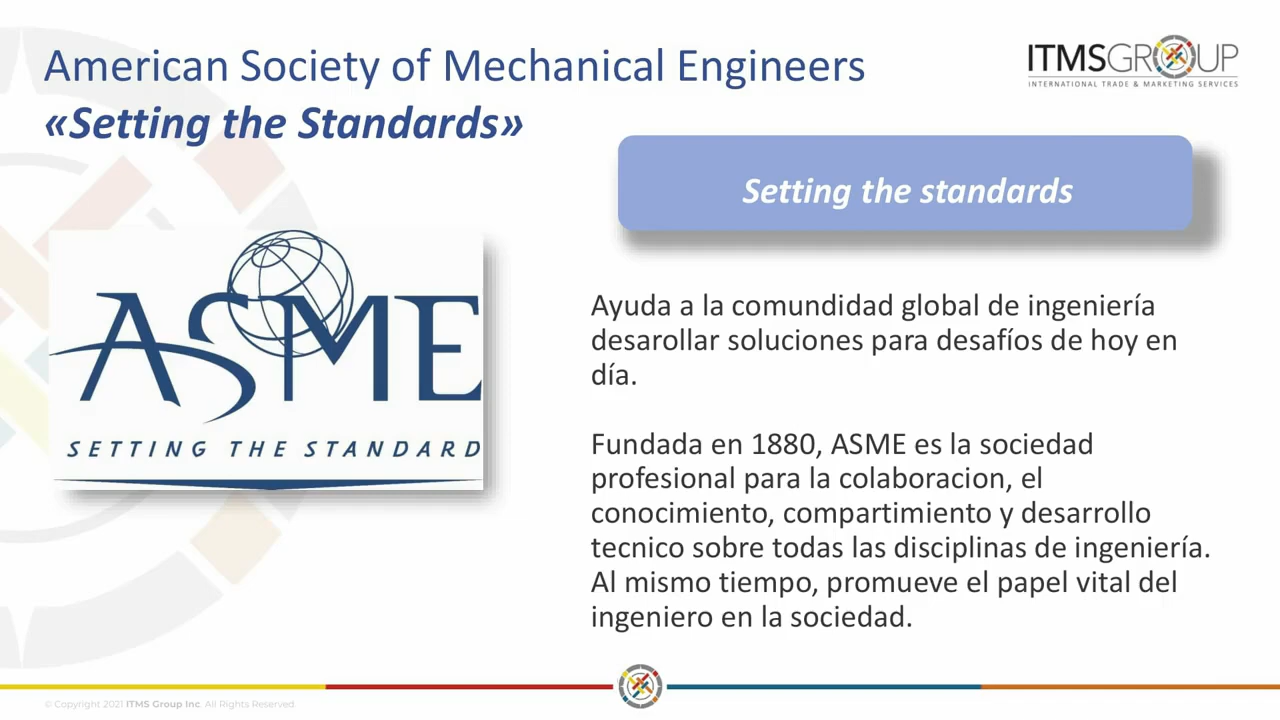 American Society of Mechanical Engineers
«Setting the Standards»
ITMSGROUP
INTERNATIONAL TRADE & MARKETING SERVICES
Setting the standards
ASME
SETTING THE STANDARD
Ayuda a la comundidad global de ingeniería
desarollar soluciones para desafíos de hoy en
día.
Fundada en 1880, ASME es la sociedad
profesional para la colaboracion, el
conocimiento, compartimiento y desarrollo
tecnico sobre todas las disciplinas de ingeniería.
Al mismo tiempo, promueve el papel vital del
ingeniero en la sociedad.
© Copyright 2021 ITMS Group Inc. All Rights Reserved.